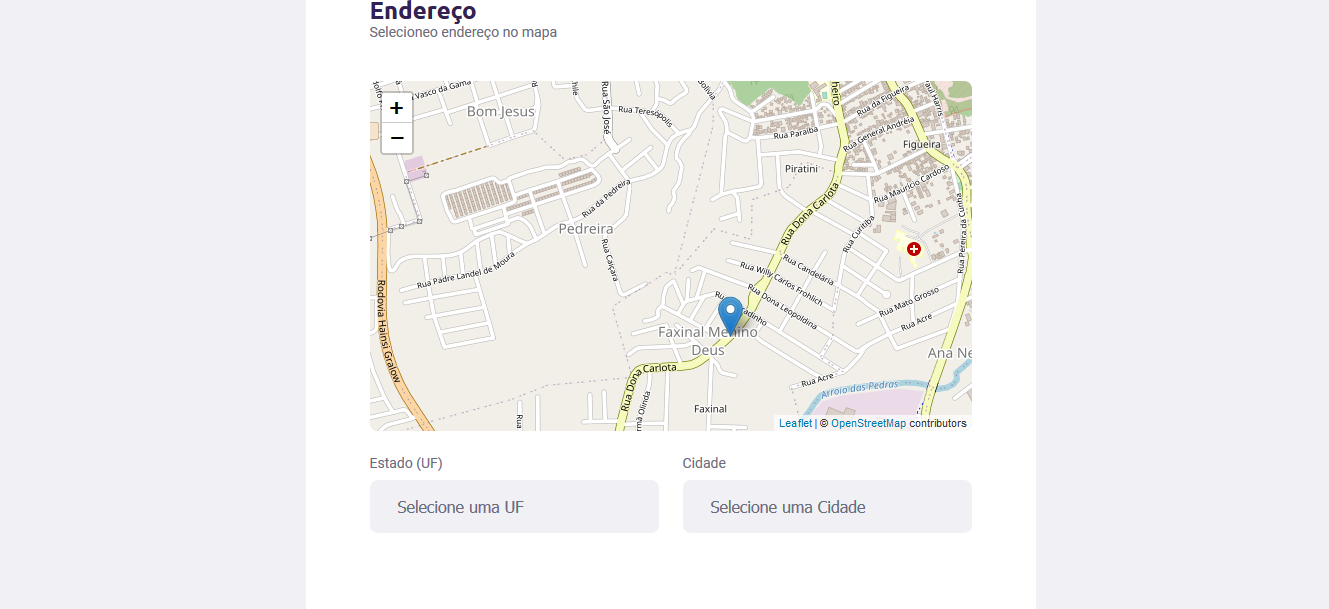 Endereço
Selecioneo endereço no mapa
Vasco da Gama
Bom Jesus
+
−
Rua São José
Rua Teresópolis
Bolívia
Rua da Figueira
Rua Paraíba
Rua General Andréia
Figueira
Piratini
Rua Maurício Cardoso
Rua Dona Carlota
Rua da Pedreira
Pedreira
Rua Curitiba
Rua Pereira da Cunha
Rua Caiçara
Rua Padre Landel de Moura
Rua Candelária
Rua Willy Carlos Frohlich
Rua Dona Leopoldina
Rodovia Hainsi Gralow
Rua Mato Grosso
Rua Acre
Faxinal Menino
Deus
Ana Ne
Rua Dona Carlota
Rua Acre
Arroio das Pedras
Faxinal
Rua
Leaflet | © OpenStreetMap contributors
Estado (UF)
Cidade
Selecione uma UF
Selecione uma Cidade